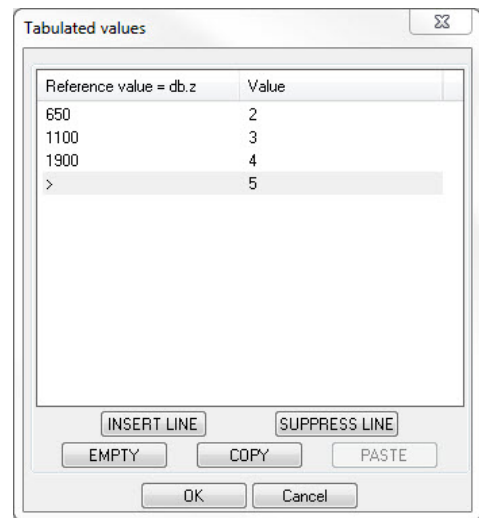 Tabulated values
Reference value = db.z Value
650 2
1100 3
1900 4
> 5
INSERT LINE SUPPRESS LINE
EMPTY COPY PASTE
OK Cancel